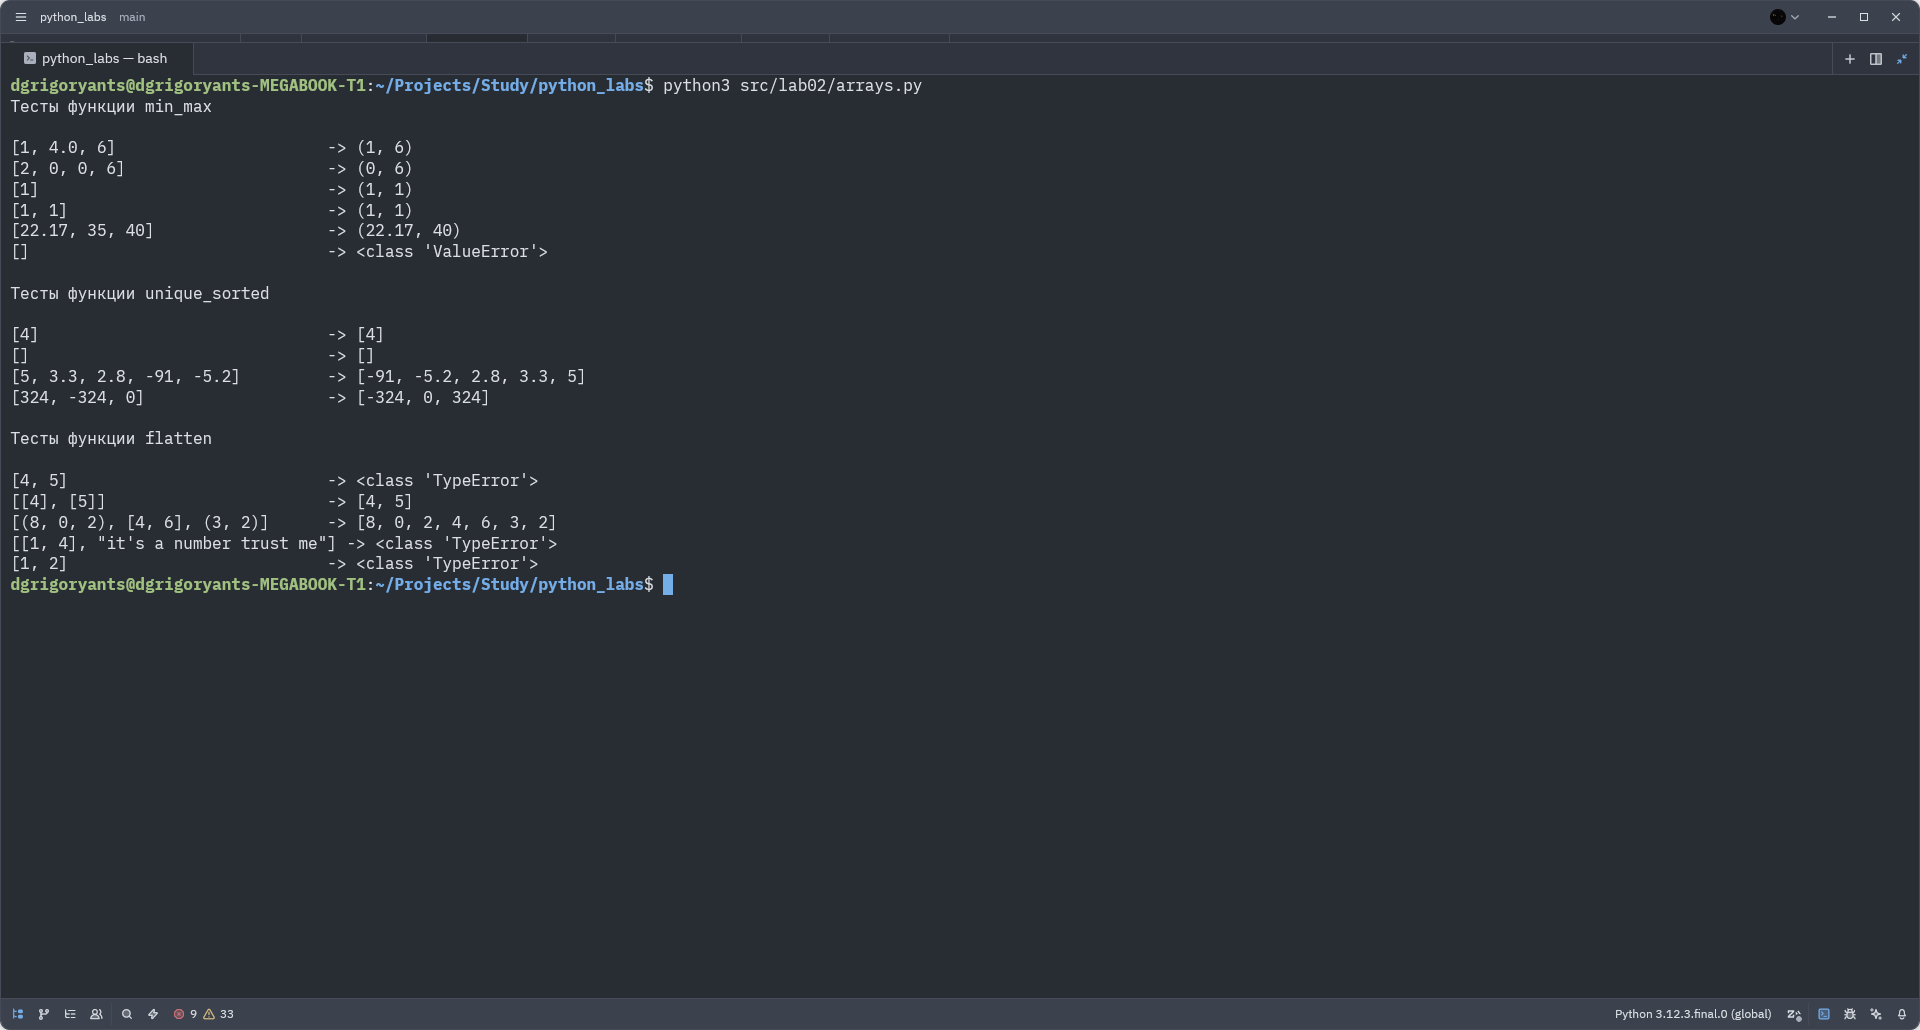 python_labs main
python_labs — bash
dgrigoryants@dgrigoryants-MEGABOOK-T1:~/Projects/Study/python_labs$ python3 src/lab02/arrays.py
Тесты функции min_max
[1, 4.0, 6] -> (1, 6)
[2, 0, 0, 6] -> (0, 6)
[1] -> (1, 1)
[1, 1] -> (1, 1)
[22.17, 35, 40] -> (22.17, 40)
[] -> <class 'ValueError'>
Тесты функции unique_sorted
[4] -> [4]
[] -> []
[5, 3.3, 2.8, -91, -5.2] -> [-91, -5.2, 2.8, 3.3, 5]
[324, -324, 0] -> [-324, 0, 324]
Тесты функции flatten
[4, 5] -> <class 'TypeError'>
[[4], [5]] -> [4, 5]
[(8, 0, 2), [4, 6], (3, 2)] -> [8, 0, 2, 4, 6, 3, 2]
[[1, 4], "it's a number trust me"] -> <class 'TypeError'>
[1, 2] -> <class 'TypeError'>
dgrigoryants@dgrigoryants-MEGABOOK-T1:~/Projects/Study/python_labs$
9 33 Python 3.12.3.final.0 (global)